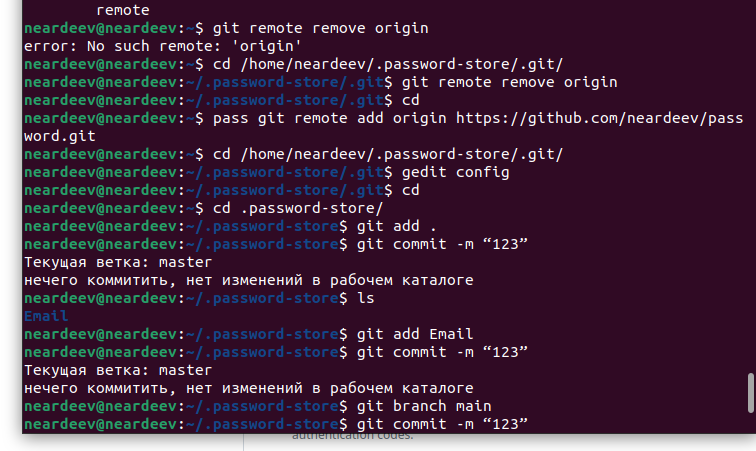 remote
neardeev@neardeev:~$ git remote remove origin
error: No such remote: 'origin'
neardeev@neardeev:~$ cd /home/neardeev/.password-store/.git/
neardeev@neardeev:~/.password-store/.git$ git remote remove origin
neardeev@neardeev:~/.password-store/.git$ cd
neardeev@neardeev:~$ pass git remote add origin https://github.com/neardeev/pass
word.git
neardeev@neardeev:~$ cd /home/neardeev/.password-store/.git/
neardeev@neardeev:~/.password-store/.git$ gedit config
neardeev@neardeev:~/.password-store/.git$ cd
neardeev@neardeev:~$ cd .password-store/
neardeev@neardeev:~/.password-store$ git add .
neardeev@neardeev:~/.password-store$ git commit -m “123”
Текущая ветка: master
нечего коммитить, нет изменений в рабочем каталоге
neardeev@neardeev:~/.password-store$ ls
Email
neardeev@neardeev:~/.password-store$ git add Email
neardeev@neardeev:~/.password-store$ git commit -m “123”
Текущая ветка: master
нечего коммитить, нет изменений в рабочем каталоге
neardeev@neardeev:~/.password-store$ git branch main
neardeev@neardeev:~/.password-store$ git commit -m “123”
authentication codes.